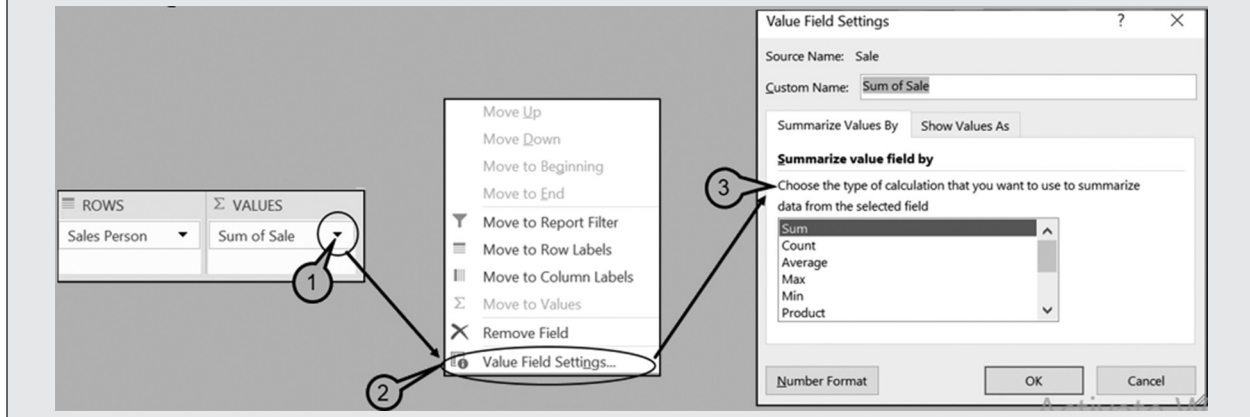 ROWS
Σ VALUES
Sales Person
Sum of Sale
1
Move Up
Move Down
Move to Beginning
Move to End
Move to Report Filter
Move to Row Labels
Move to Column Labels
Σ Move to Values
Remove Field
Value Field Settings...
2
Value Field Settings ? ×
Source Name: Sale
Custom Name: Sum of Sale
Summarize Values By Show Values As
Summarize value field by
3
Choose the type of calculation that you want to use to summarize
data from the selected field
Sum
Count
Average
Max
Min
Product
Number Format OK Cancel